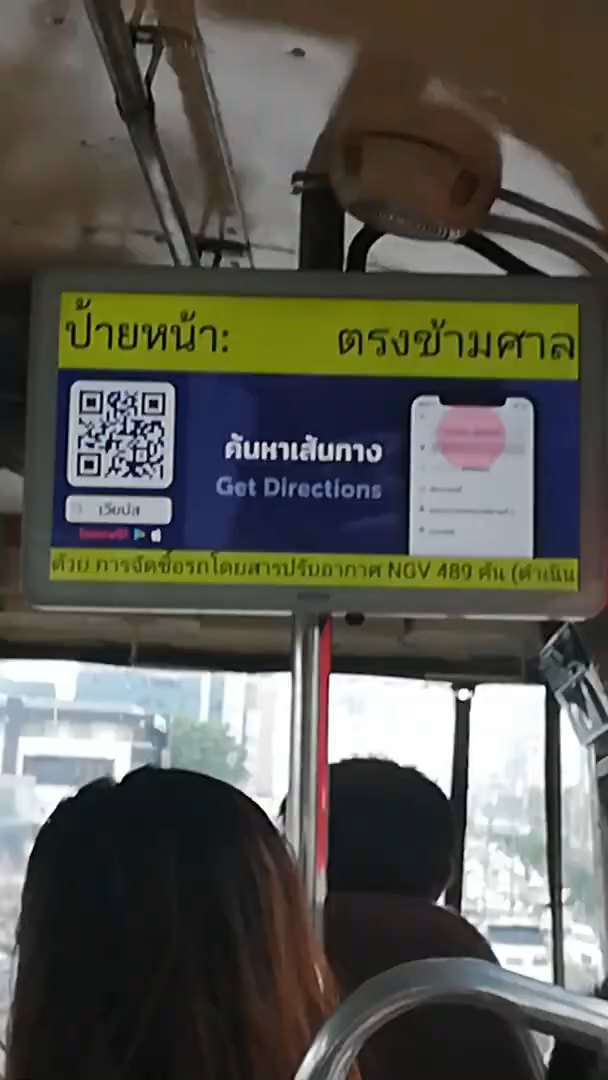 ป้ายหน้า: ตรงข้ามศาล
ค้นหาเส้นทาง
Get Directions
เวียบัส
ด้วย การจัดซื้อรถโดยสารปรับอากาศ NGV 489 คัน (ดำเนิน